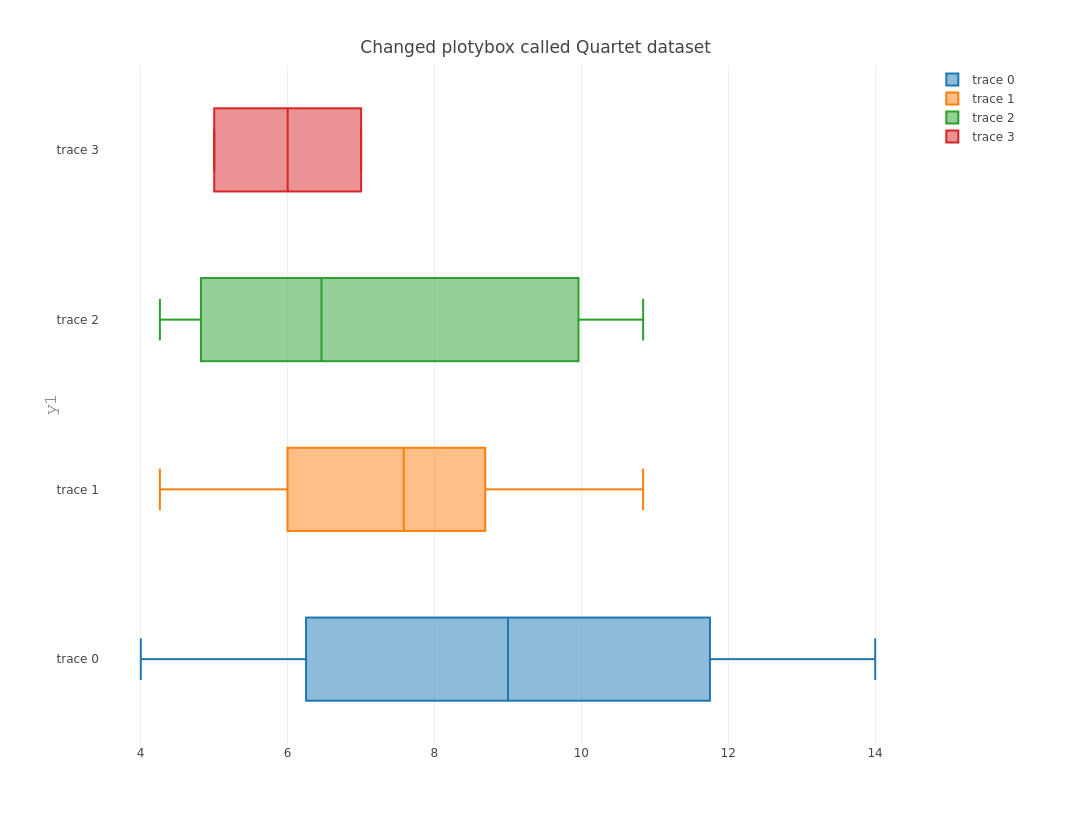 Changed plotybox called Quartet dataset
trace 0
trace 1
trace 2
trace 3
trace 3
trace 2
trace 1
trace 0
y1
4 6 8 10 12 14